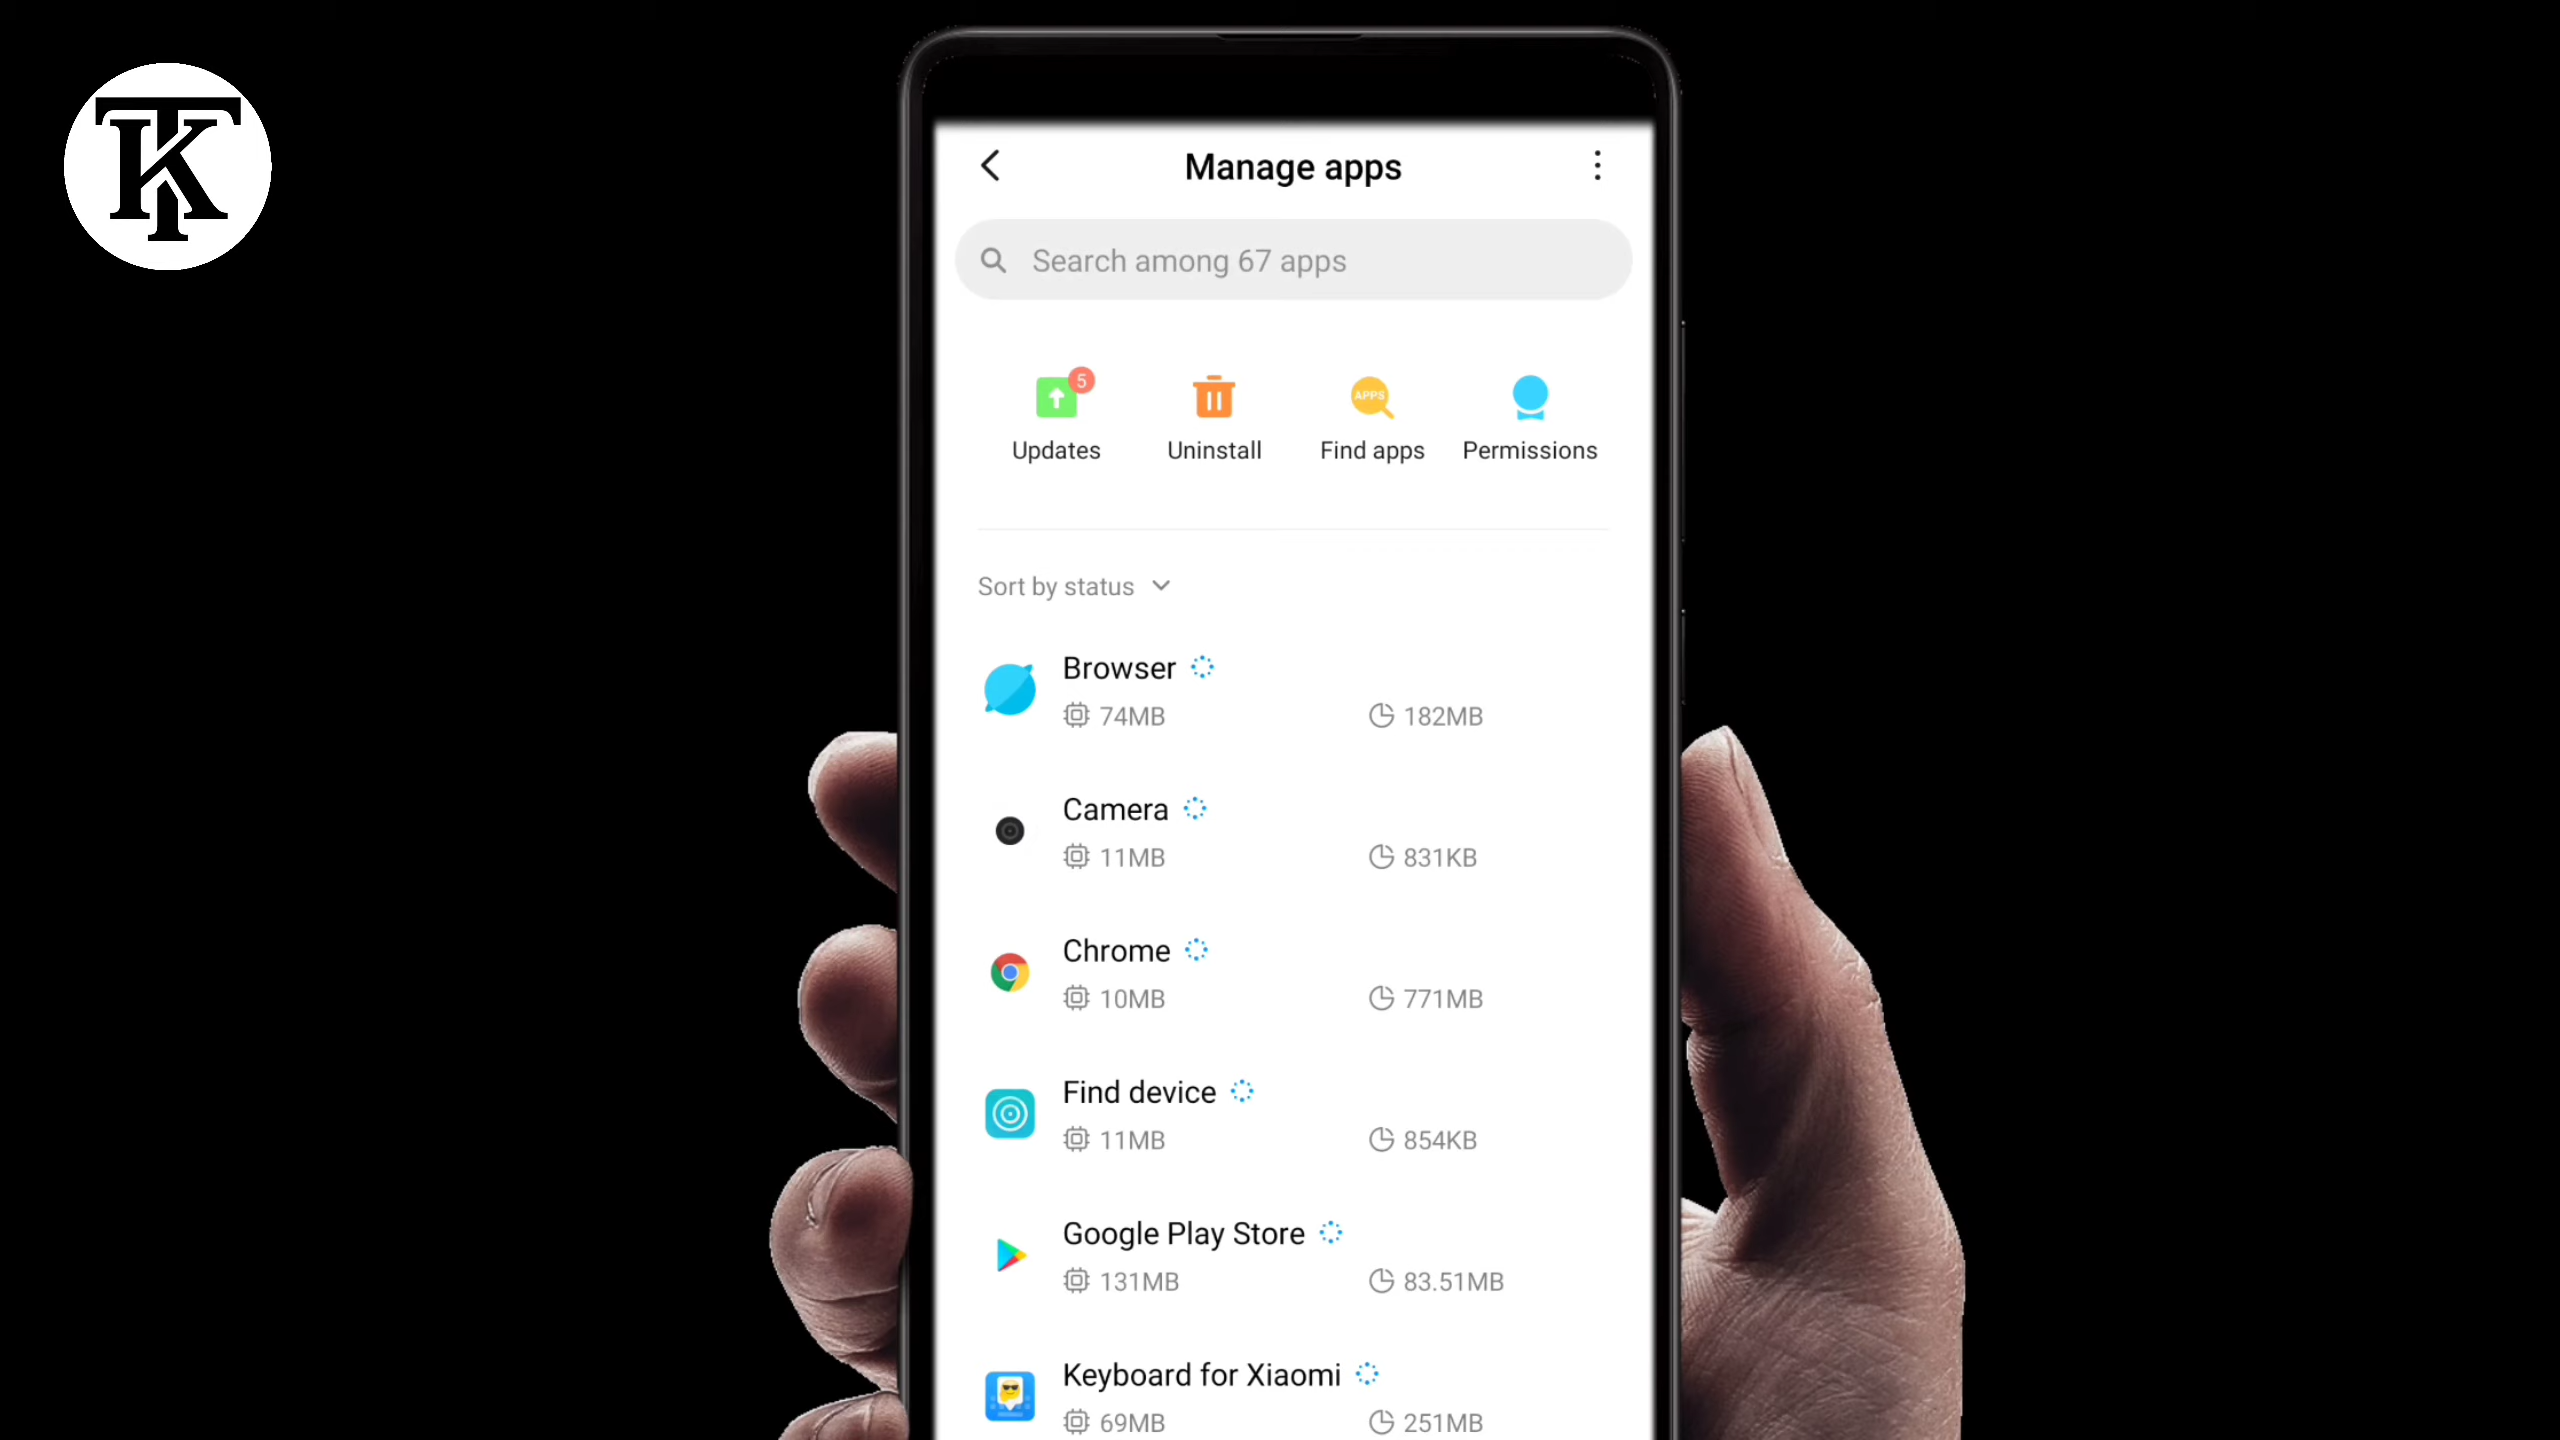 TK
Manage apps
Search among 67 apps
5
APPS
Updates Uninstall Find apps Permissions
Sort by status
Browser
74MB 182MB
Camera
11MB 831KB
Chrome
10MB 771MB
Find device
11MB 854KB
Google Play Store
131MB 83.51MB
Keyboard for Xiaomi
69MB 251MB